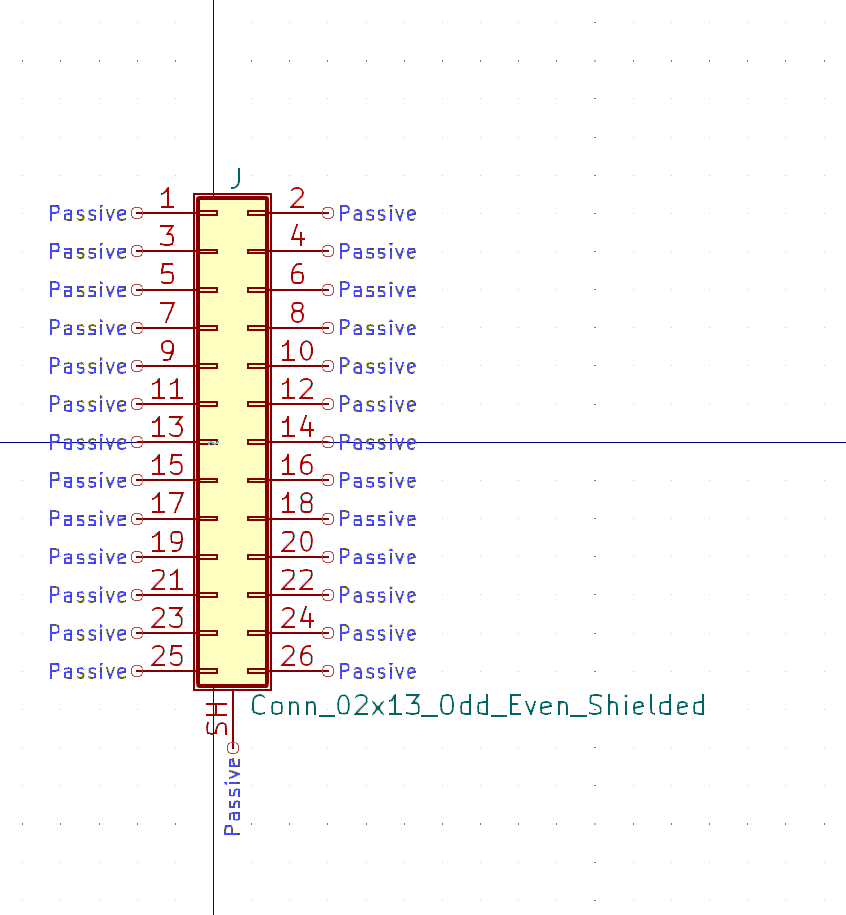 J
Passive 1 2 Passive
Passive 3 4 Passive
Passive 5 6 Passive
Passive 7 8 Passive
Passive 9 10 Passive
Passive 11 12 Passive
Passive 13 14 Passive
Passive 15 16 Passive
Passive 17 18 Passive
Passive 19 20 Passive
Passive 21 22 Passive
Passive 23 24 Passive
Passive 25 26 Passive
SH
Conn_02x13_Odd_Even_Shielded
Passive